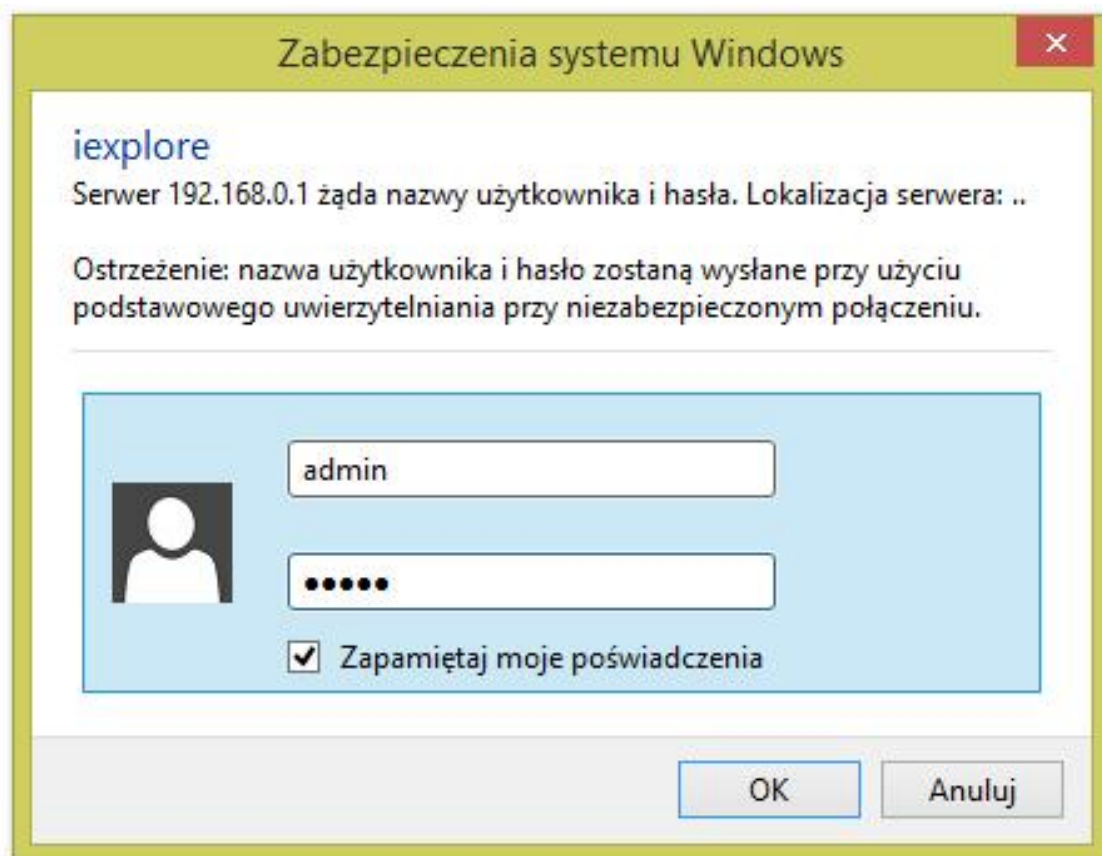 Zabezpieczenia systemu Windows
iexplore
Serwer 192.168.0.1 żąda nazwy użytkownika i hasła. Lokalizacja serwera: ..
Ostrzeżenie: nazwa użytkownika i hasło zostaną wysłane przy użyciu
podstawowego uwierzytelniania przy niezabezpieczonym połączeniu.
admin
•••••
Zapamiętaj moje poświadczenia
OK
Anuluj